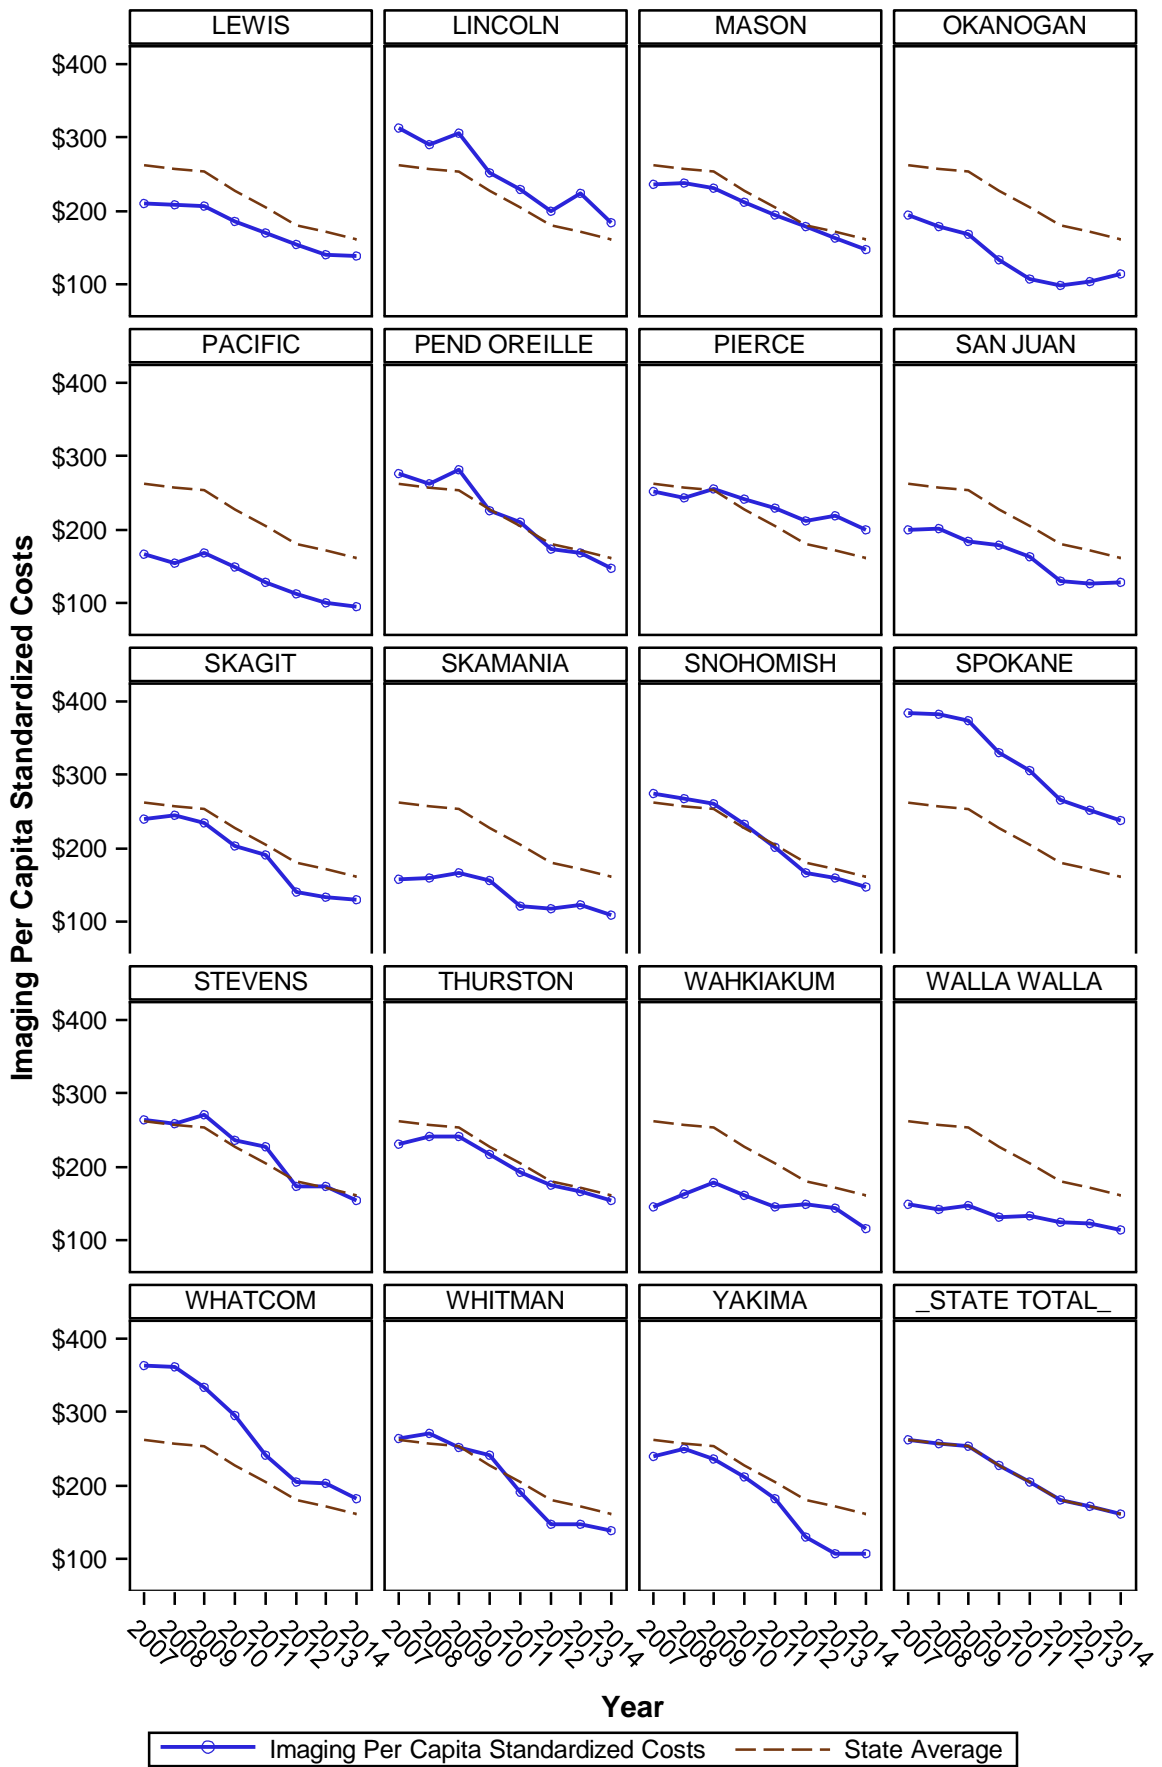 LEWIS LINCOLN MASON OKANOGAN
$400
$300
$200
$100
PACIFIC PEND OREILLE PIERCE SAN JUAN
$400
$300
$200
$100
SKAGIT SKAMANIA SNOHOMISH SPOKANE
$400
$300
$200
$100
STEVENS THURSTON WAHKIAKUM WALLA WALLA
$400
$300
$200
$100
WHATCOM WHITMAN YAKIMA _STATE TOTAL_
$400
$300
$200
$100
Imaging Per Capita Standardized Costs
2007 2008 2009 2010 2011 2012 2013 2014 2007 2008 2009 2010 2011 2012 2013 2014 2007 2008 2009 2010 2011 2012 2013 2014 2007 2008 2009 2010 2011 2012 2013 2014
Year
Imaging Per Capita Standardized Costs State Average